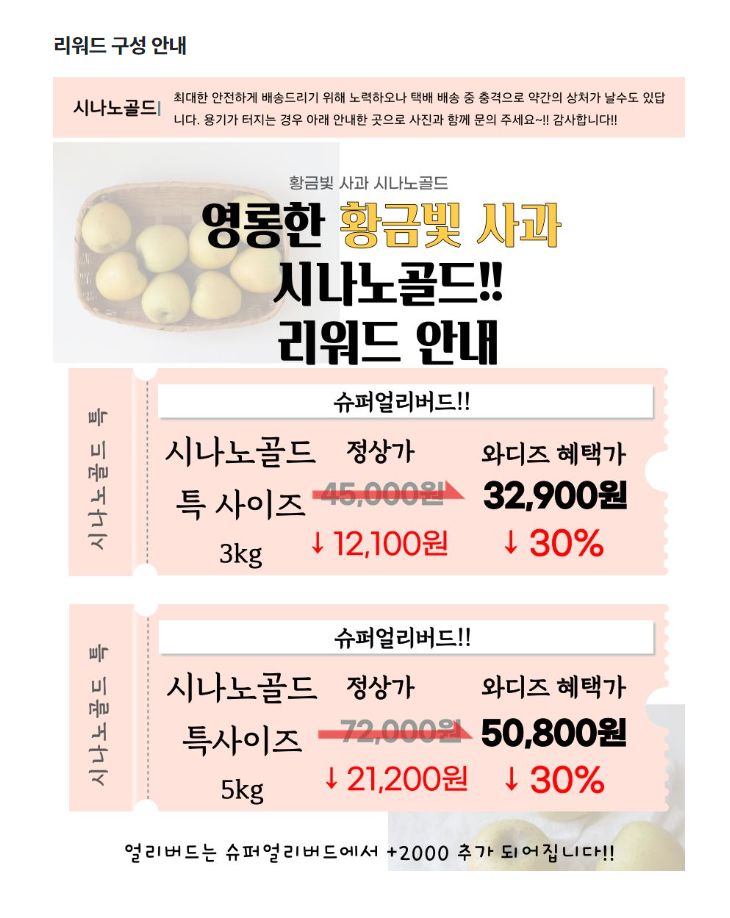 리워드 구성 안내
시나노골드
최대한 안전하게 배송드리기 위해 노력하오나 택배 배송 중 충격으로 약간의 상처가 날수도 있답
니다. 용기가 터지는 경우 아래 안내한 곳으로 사진과 함께 문의 주세요~!! 감사합니다!!
황금빛 사과 시나노골드
영롱한 황금빛 사과
시나노골드!!
리워드 안내
시나노골드 특
슈퍼얼리버드!!
시나노골드 정상가 와디즈 혜택가
특 사이즈 45,000원 32,900원
3kg ↓12,100원 ↓30%
시나노골드 특
슈퍼얼리버드!!
시나노골드 정상가 와디즈 혜택가
특사이즈 72,000원 50,800원
5kg ↓21,200원 ↓30%
얼리버드는 슈퍼얼리버드에서 +2000 추가 되어집니다!!